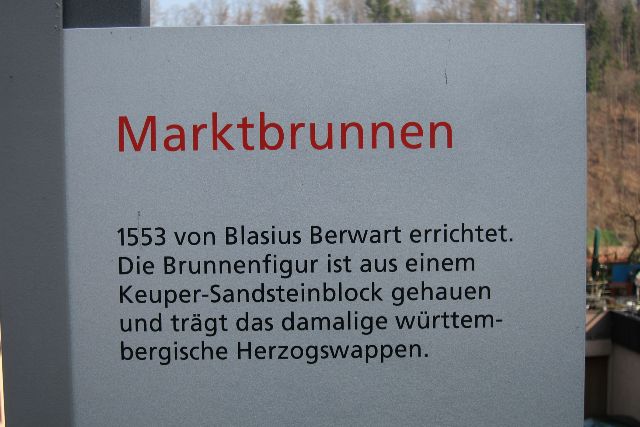 Marktbrunnen
1553 von Blasius Berwart errichtet.
Die Brunnenfigur ist aus einem
Keuper-Sandsteinblock gehauen
und trägt das damalige württem-
bergische Herzogswappen.